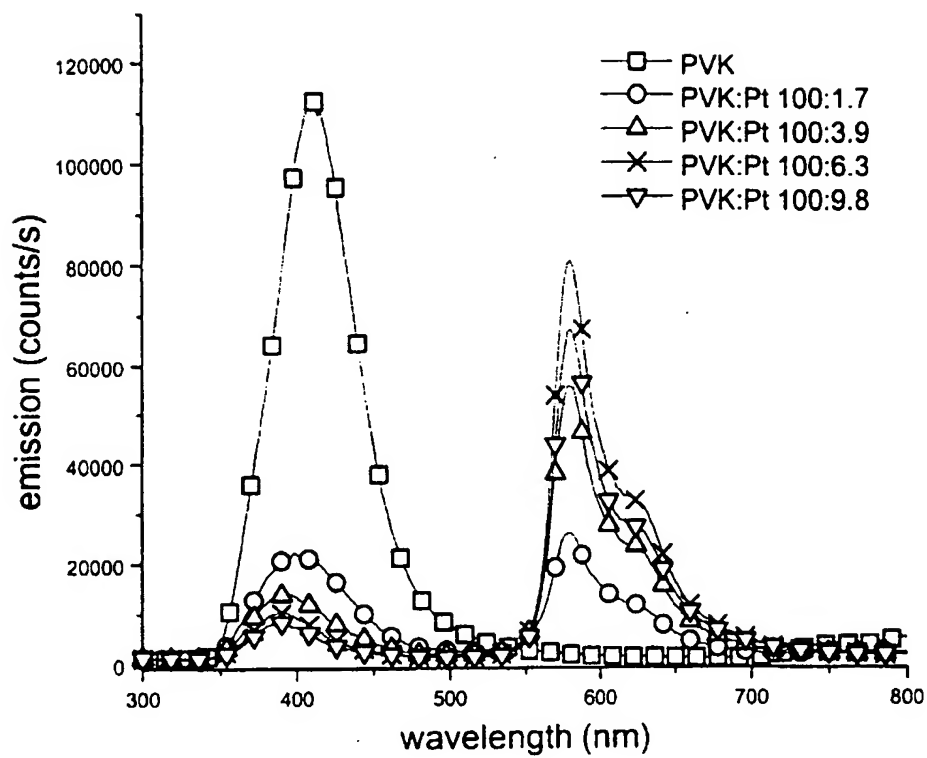 120000
100000
80000
60000
40000
20000
0
emission (counts/s)
PVK
PVK:Pt 100:1.7
PVK:Pt 100:3.9
PVK:Pt 100:6.3
PVK:Pt 100:9.8
300 400 500 600 700 800
wavelength (nm)